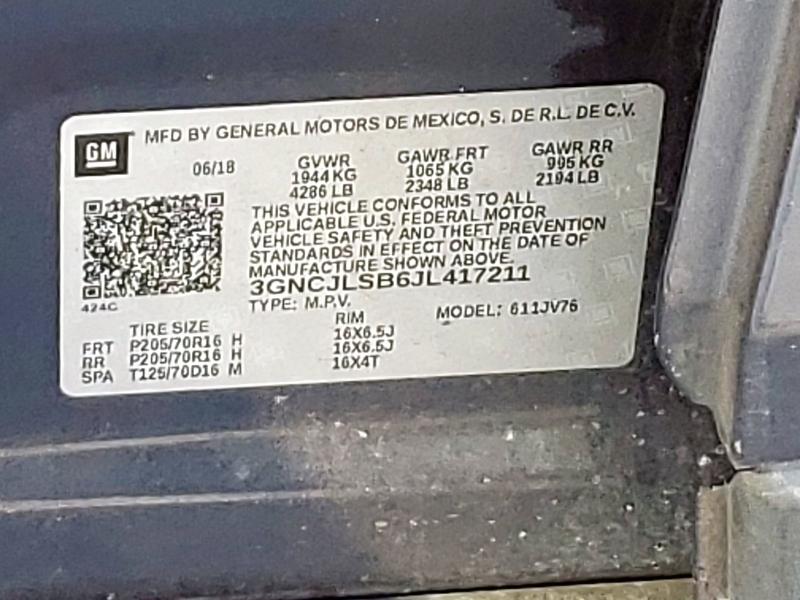 GM MFD BY GENERAL MOTORS DE MEXICO, S. DE R.L. DE C.V.
06/18 GVWR GAWR FRT GAWR RR
1944 KG 1065 KG 995 KG
4286 LB 2348 LB 2194 LB
THIS VEHICLE CONFORMS TO ALL
APPLICABLE U.S. FEDERAL MOTOR
VEHICLE SAFETY AND THEFT PREVENTION
STANDARDS IN EFFECT ON THE DATE OF
MANUFACTURE SHOWN ABOVE.
3GNCJLSB6JL417211
424C
TYPE: M.P.V. MODEL: 611JV76
TIRE SIZE RIM
FRT P205/70R16 H 16X6.5J
RR P205/70R16 H 16X6.5J
SPA T125/70D16 M 16X4T